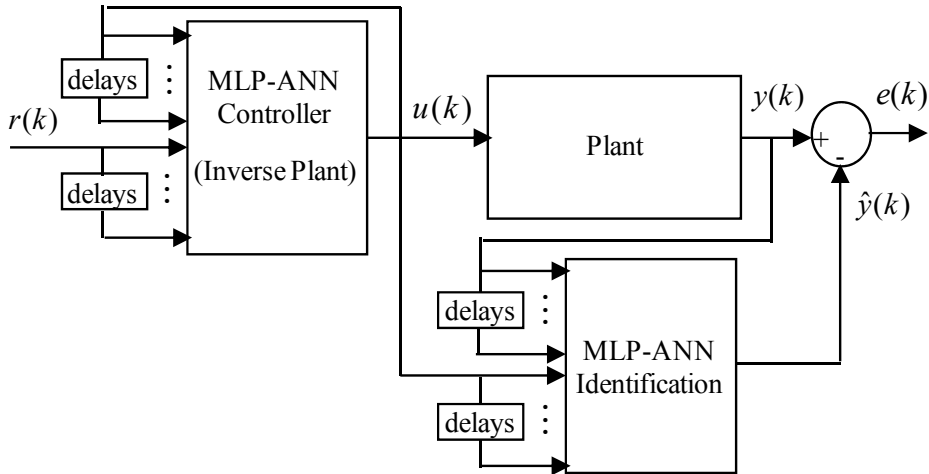 delays
⋮
MLP-ANN
Controller
(Inverse Plant)
r(k)
delays
⋮
u(k)
Plant
y(k)
+
-
e(k)
ŷ(k)
delays
⋮
MLP-ANN
Identification
delays
⋮